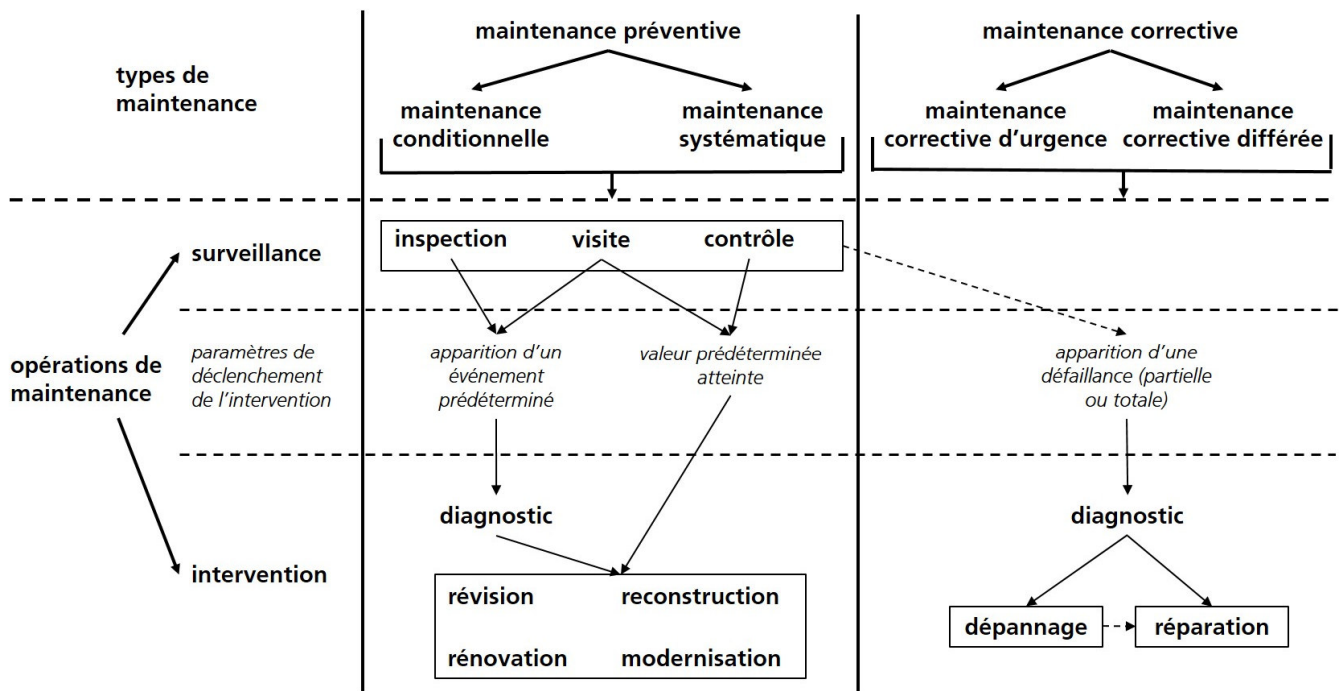 maintenance préventive
maintenance corrective
types de
maintenance
maintenance
conditionnelle
maintenance
systématique
maintenance
corrective d'urgence
maintenance
corrective différée
surveillance
inspection
visite
contrôle
opérations de
maintenance
paramètres de
déclenchement
de l'intervention
apparition d'un
événement
prédéterminé
valeur prédéterminée
atteinte
apparition d'une
défaillance (partielle
ou totale)
intervention
diagnostic
diagnostic
révision
reconstruction
rénovation
modernisation
dépannage
réparation